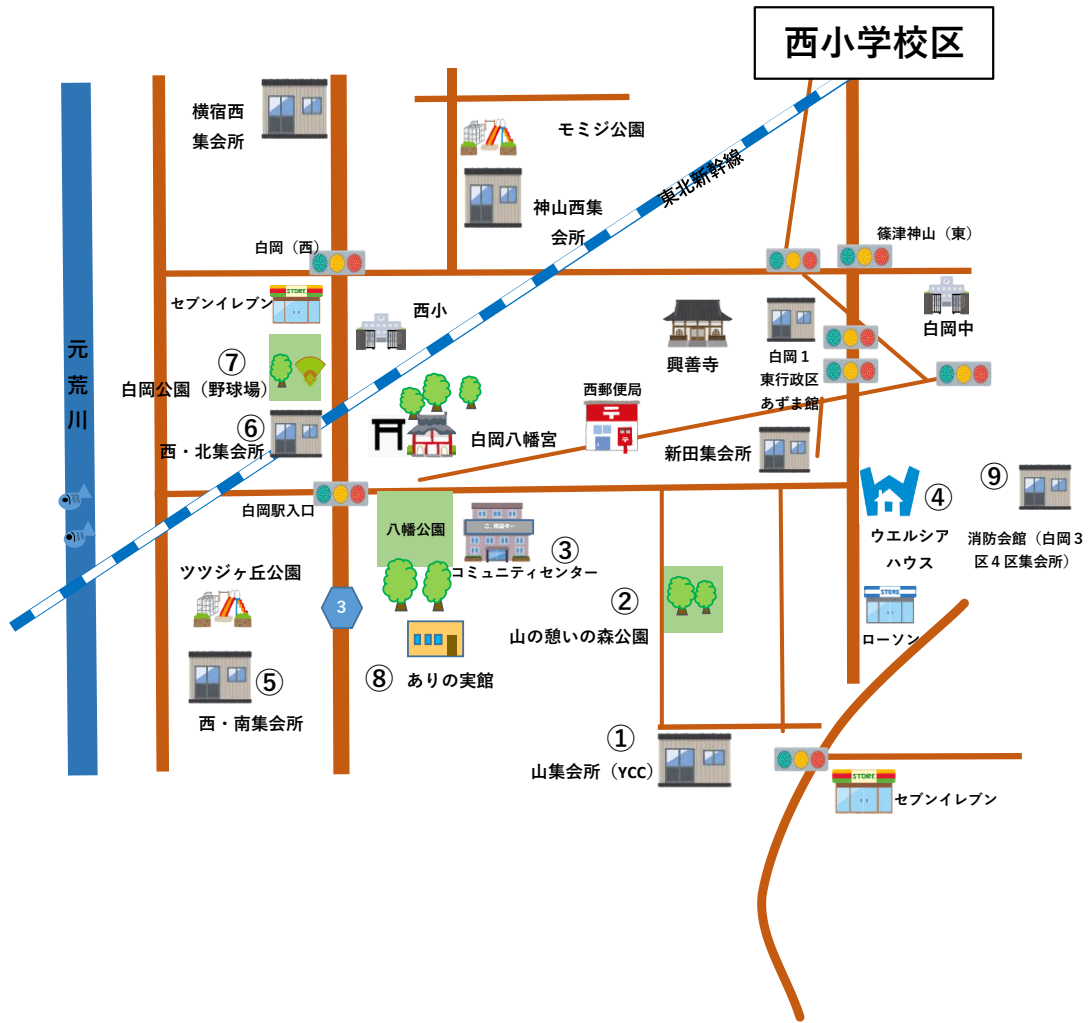 西小学校区
横宿西
集会所
モミジ公園
東北新幹線
神山西集
会所
白岡（西）
篠津神山（東）
STORE
セブンイレブン
西小
白岡中
元荒川
⑦
白岡公園（野球場）
興善寺
白岡１
東行政区
あずま館
西郵便局
⑥
西・北集会所
白岡八幡宮
新田集会所
④
⑨
白岡駅入口
八幡公園
ウエルシア
ハウス
消防会館（白岡３
区４区集会所）
③
コミュニティセンター
ツツジヶ丘公園
3
②
山の憩いの森公園
STORE
ローソン
⑤
西・南集会所
⑧
ありの実館
①
山集会所（YCC）
STORE
セブンイレブン